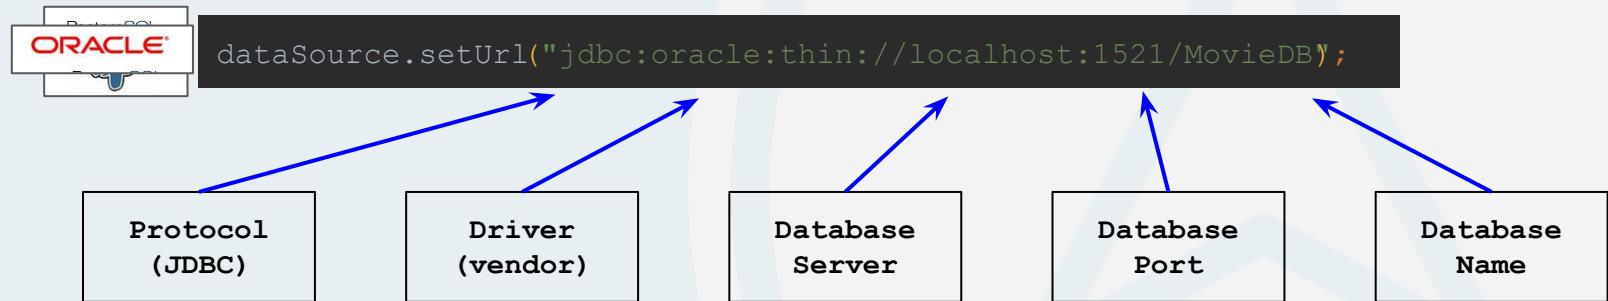 ORACLE®
dataSource.setUrl("jdbc:oracle:thin://localhost:1521/MovieDB");
Protocol
(JDBC)
Driver
(vendor)
Database
Server
Database
Port
Database
Name